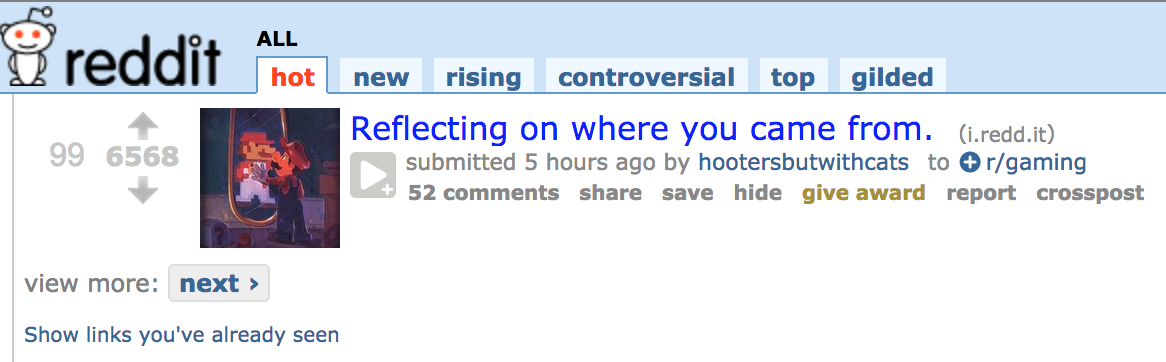 reddit ALL
hot new rising controversial top gilded
99 6568 Reflecting on where you came from. (i.redd.it)
submitted 5 hours ago by hootersbutwithcats to r/gaming
52 comments share save hide give award report crosspost
view more: next ›
Show links you've already seen